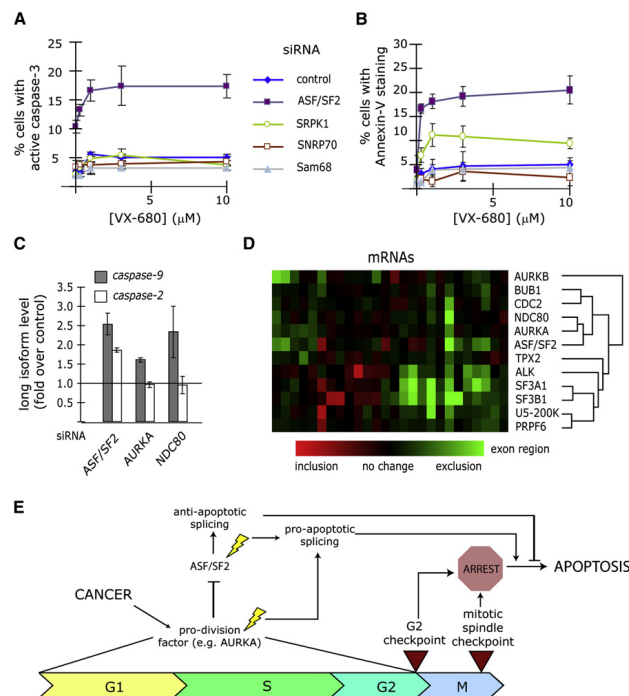 A
% cells with
active caspase-3
25
20
15
10
5
5
10
[VX-680] (μM)
siRNA
control
ASF/SF2
SRPK1
SNRP70
Sam68
B
% cells with
Annexin-V staining
30
25
20
15
10
5
5
10
[VX-680] (μM)
C
caspase-9
caspase-2
long isoform level
(fold over control)
3.5
3.0
2.5
2.0
1.5
1.0
0.5
siRNA
ASF/SF2
AURKA
NDC80
D
mRNAs
AURKB
BUB1
CDC2
NDC80
AURKA
ASF/SF2
TPX2
ALK
SF3A1
SF3B1
U5-200K
PRPF6
exon region
inclusion
no change
exclusion
E
anti-apoptotic
splicing
pro-apoptotic
splicing
ASF/SF2
ARREST
APOPTOSIS
CANCER
pro-division
factor (e.g. AURKA)
G2
checkpoint
mitotic
spindle
checkpoint
G1
S
G2
M